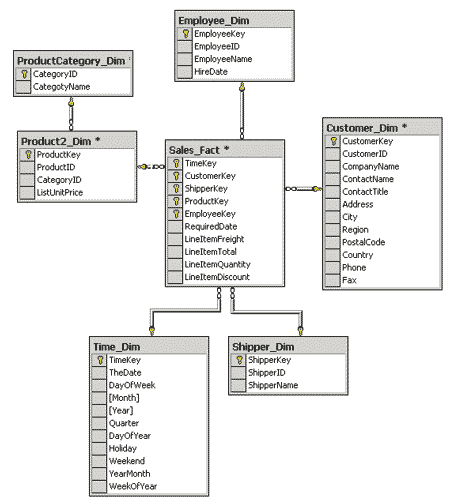 Employee_Dim
EmployeeKey
EmployeeID
EmployeeName
HireDate
ProductCategory_Dim *
CategoryID
CategotyName
Product2_Dim *
ProductKey
ProductID
CategoryID
ListUnitPrice
Sales_Fact *
TimeKey
CustomerKey
ShipperKey
ProductKey
EmployeeKey
RequiredDate
LineItemFreight
LineItemTotal
LineItemQuantity
LineItemDiscount
Customer_Dim *
CustomerKey
CustomerID
CompanyName
ContactName
ContactTitle
Address
City
Region
PostalCode
Country
Phone
Fax
Time_Dim
TimeKey
TheDate
DayOfWeek
[Month]
[Year]
Quarter
DayOfYear
Holiday
Weekend
YearMonth
WeekOfYear
Shipper_Dim
ShipperKey
ShipperID
ShipperName